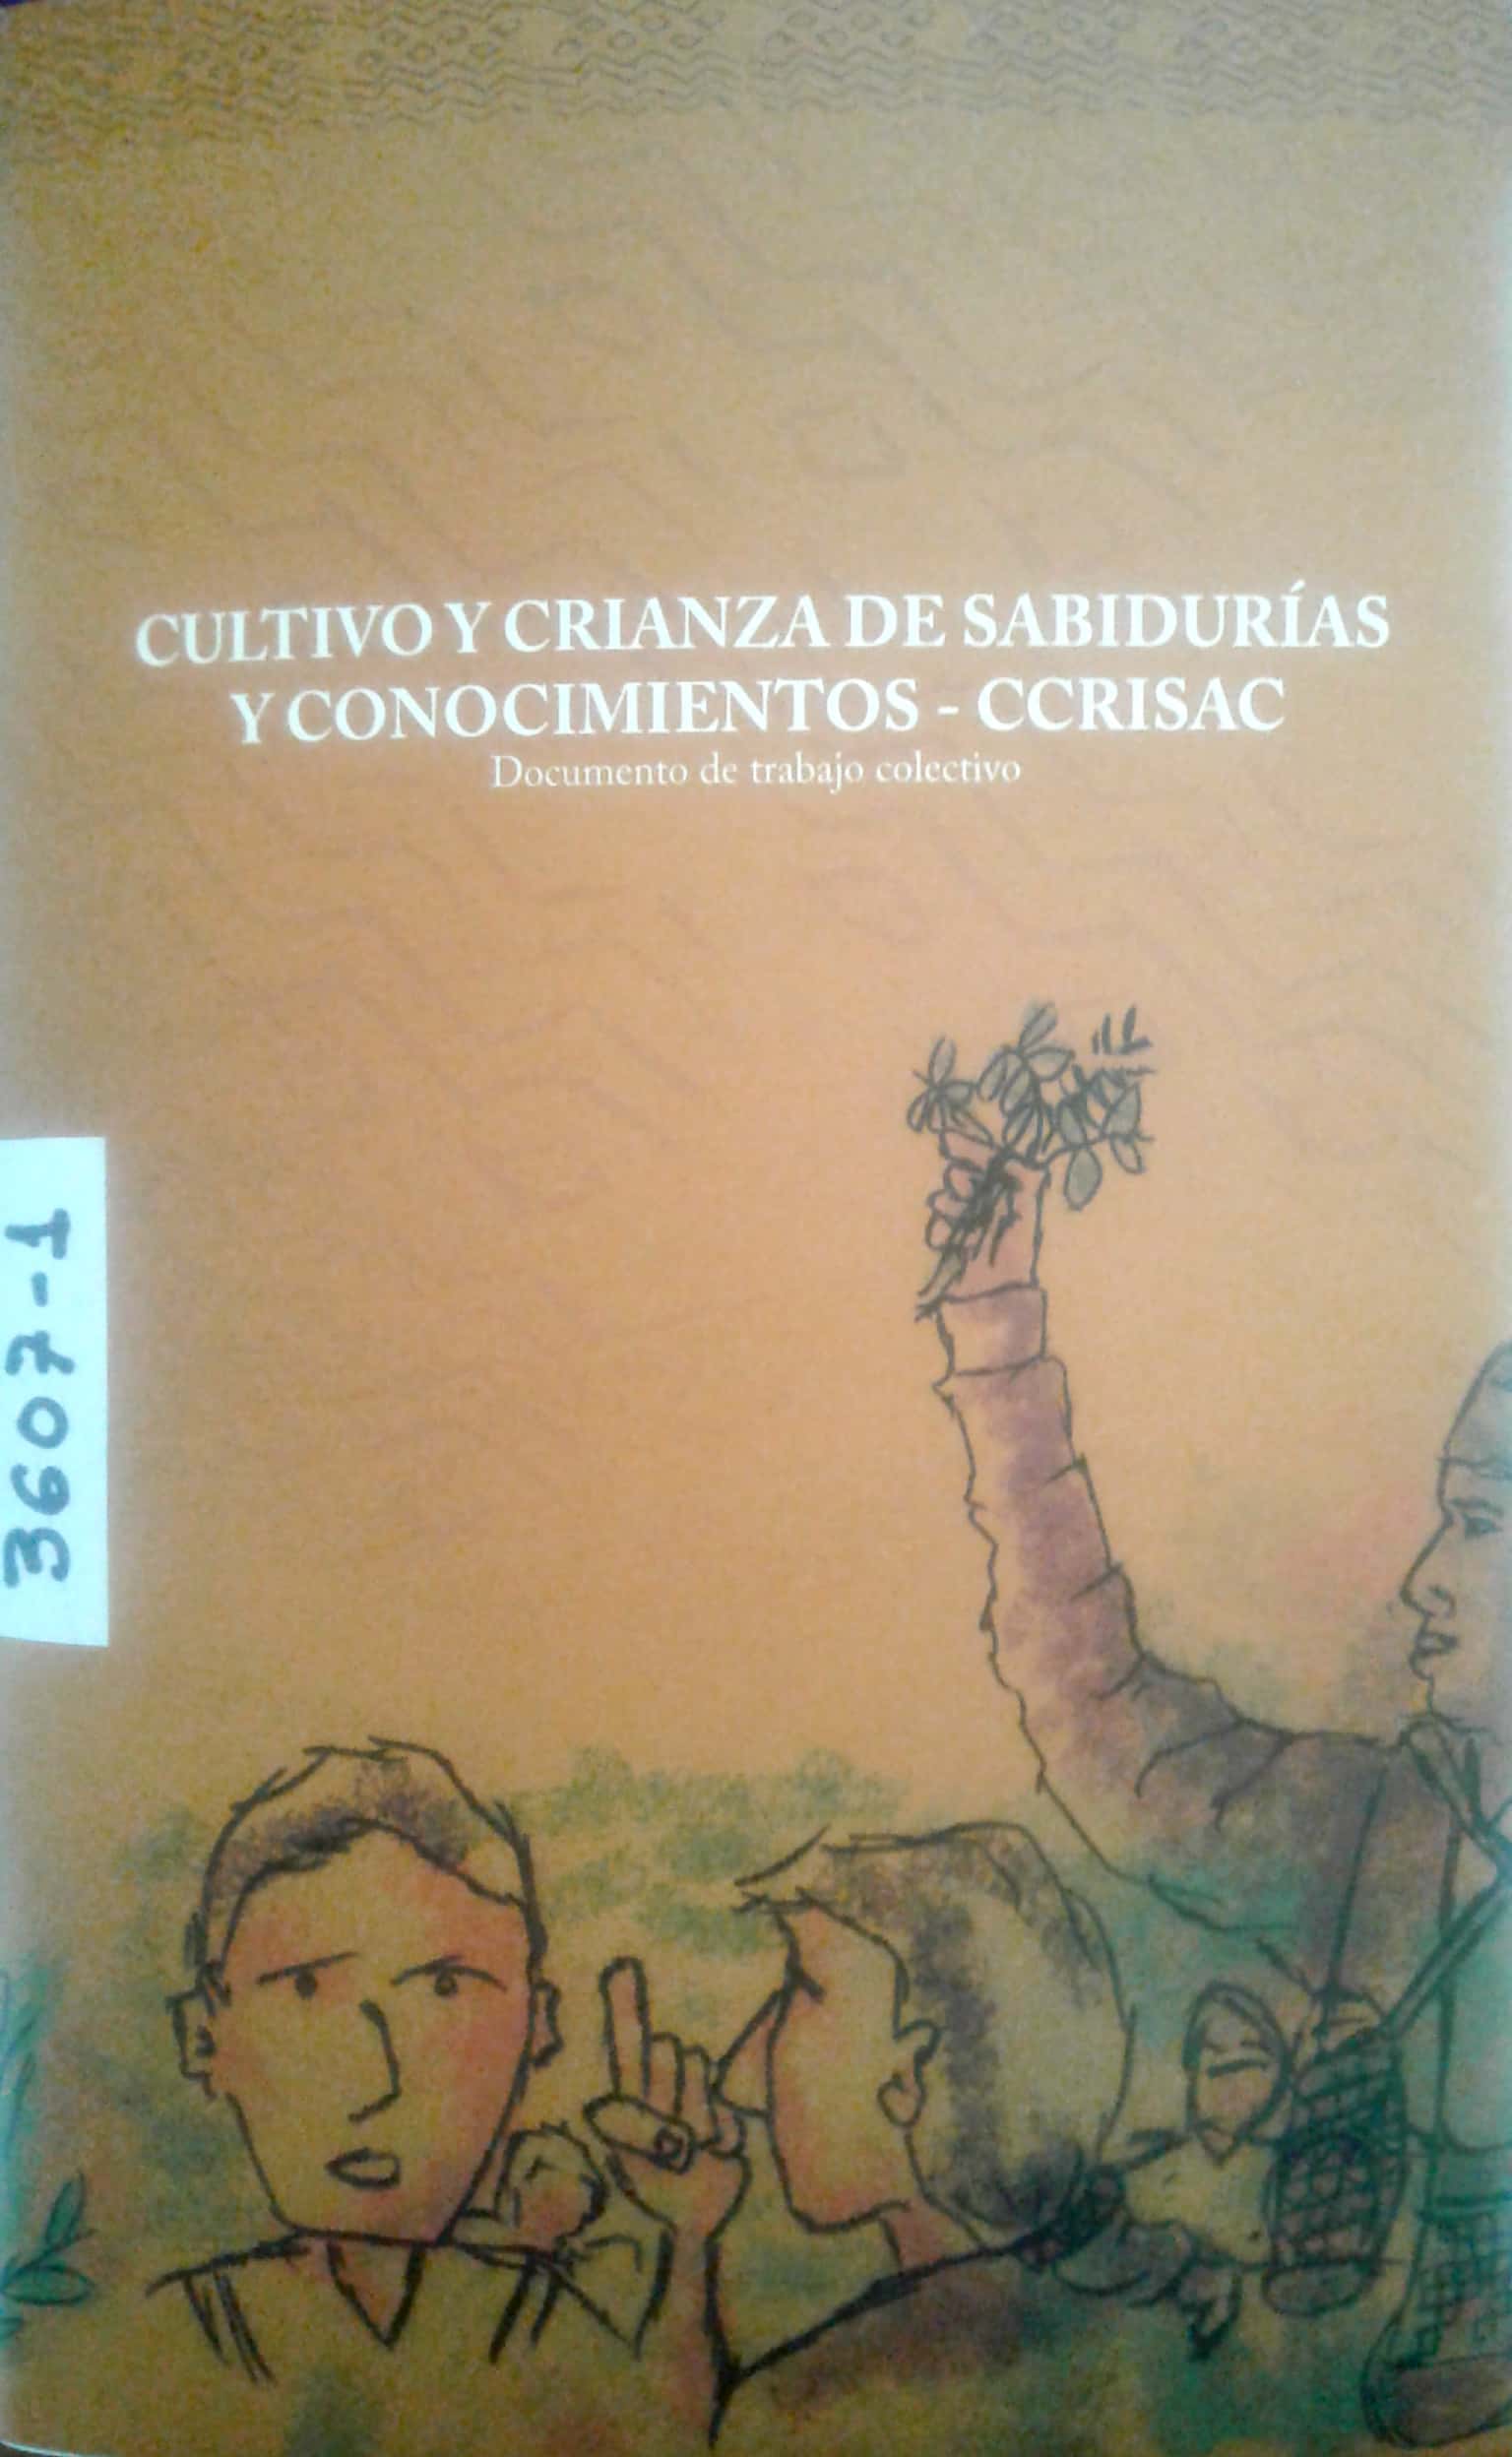 CULTIVO Y CRIANZA DE SABIDURÍAS
Y CONOCIMIENTOS - CCRISAC
Documento de trabajo colectivo
3607-1